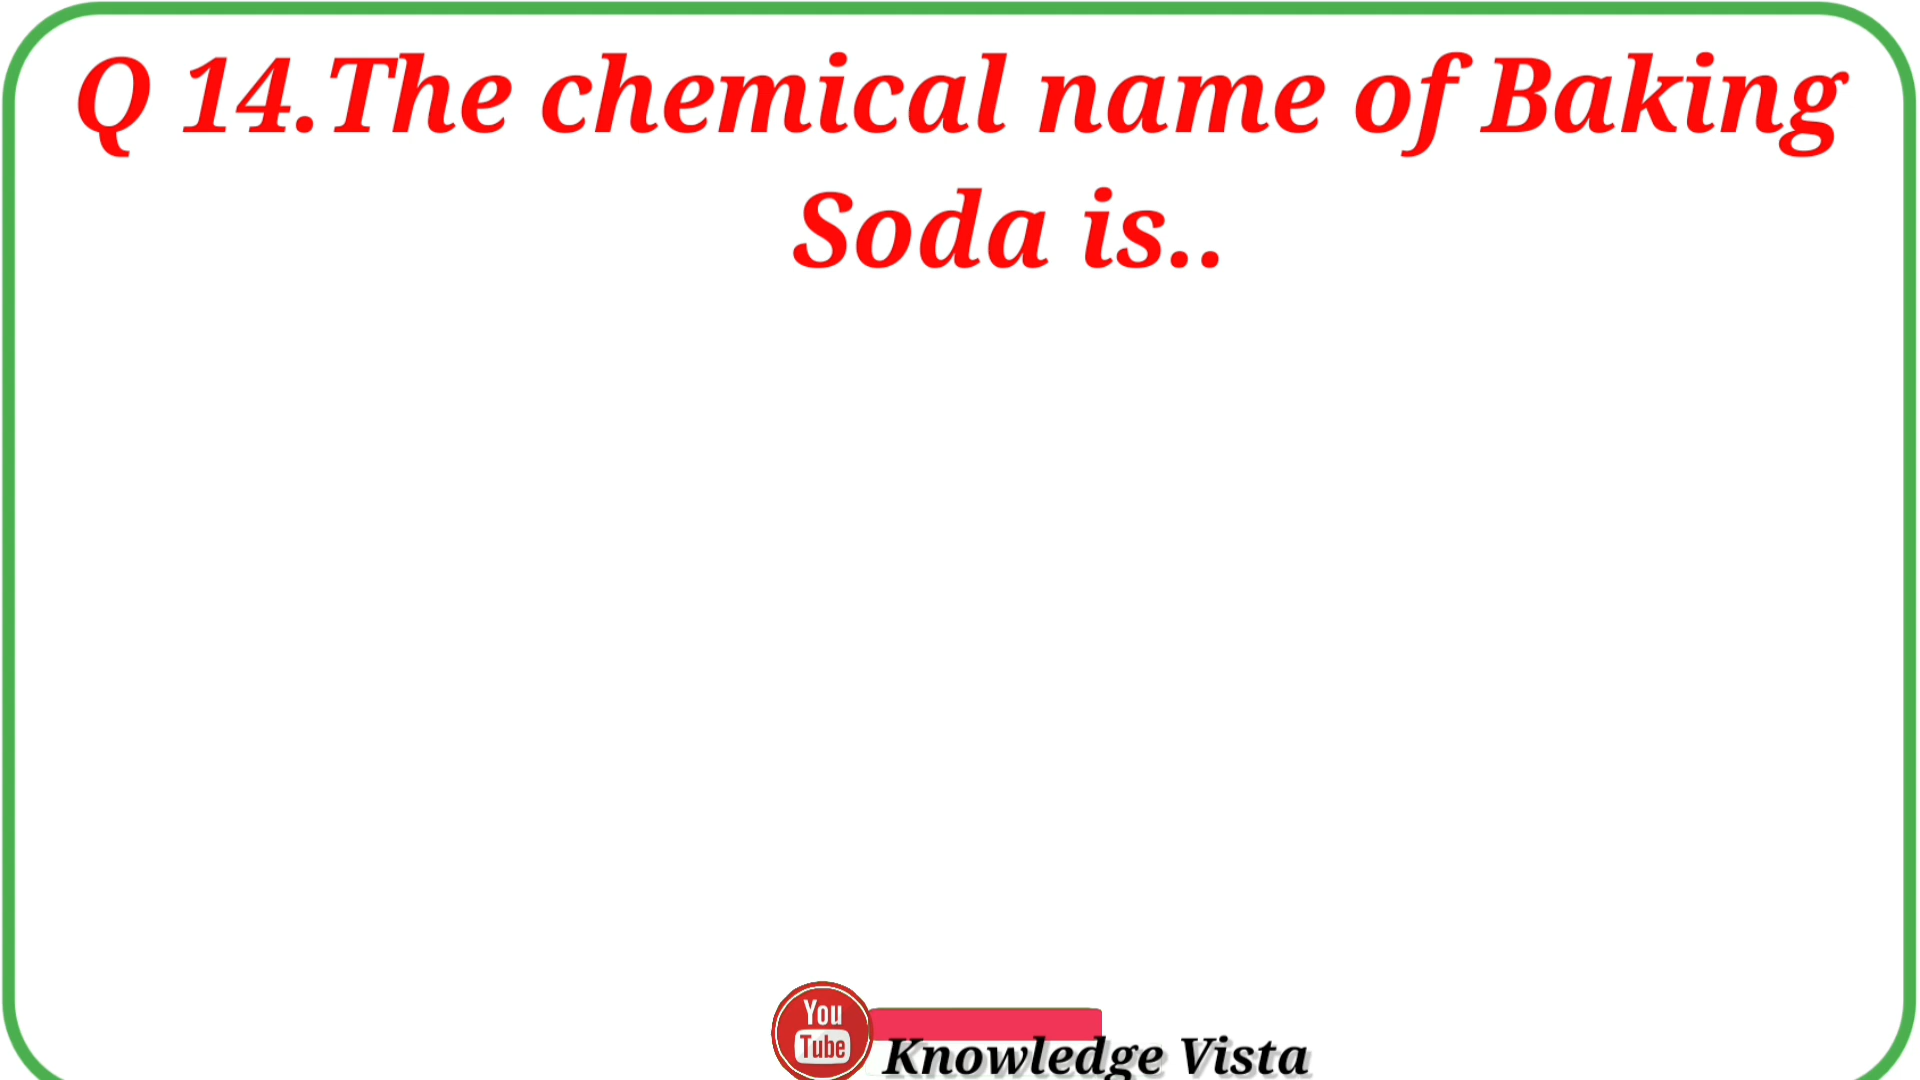 Q 14.The chemical name of Baking
Soda is..
You
Tube
Knowledge Vista